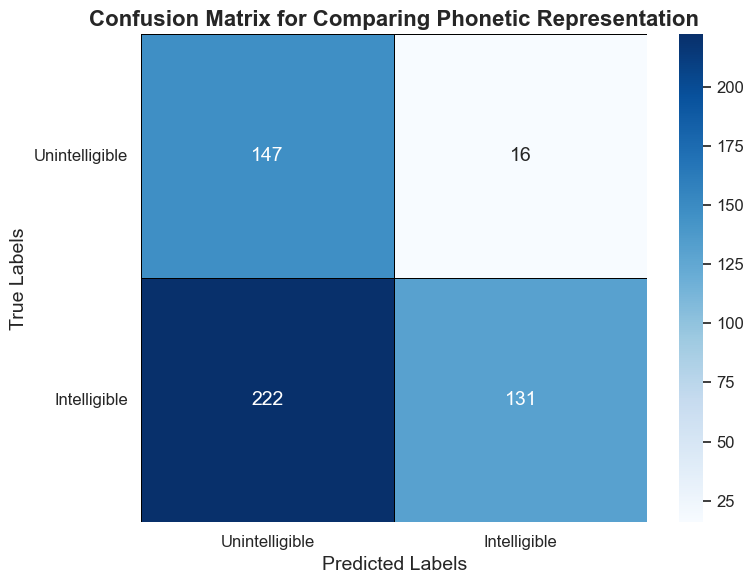 Confusion Matrix for Comparing Phonetic Representation
True Labels
Unintelligible
147
16
Intelligible
222
131
Unintelligible
Intelligible
Predicted Labels
200
175
150
125
100
75
50
25